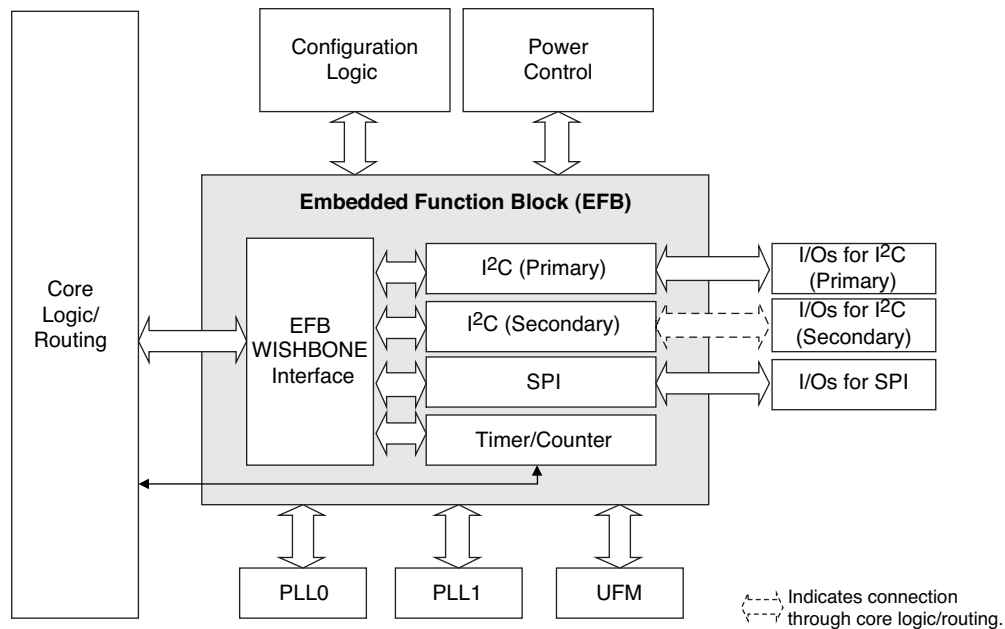 Configuration
Logic
Power
Control
Embedded Function Block (EFB)
Core
Logic/
Routing
EFB
WISHBONE
Interface
I²C (Primary)
I²C (Secondary)
SPI
Timer/Counter
I/Os for I²C
(Primary)
I/Os for I²C
(Secondary)
I/Os for SPI
PLL0
PLL1
UFM
Indicates connection
through core logic/routing.